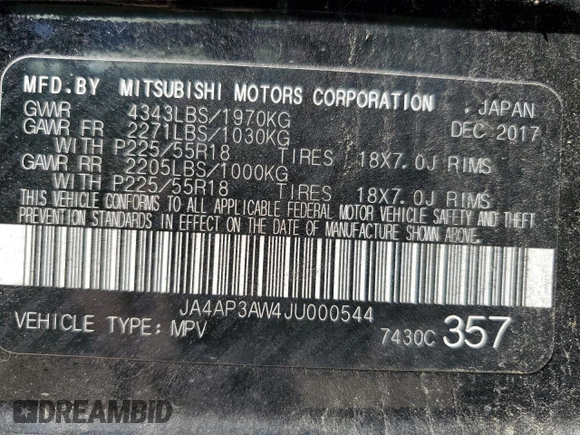 MFD.BY MITSUBISHI MOTORS CORPORATION JAPAN
GVWR 4343LBS/1970KG DEC 2017
GAWR FR 2271LBS/1030KG
WITH P225/55R18 TIRES 18X7.0J RIMS
GAWR RR 2205LBS/1000KG
WITH P225/55R18 TIRES 18X7.0J RIMS
THIS VEHICLE CONFORMS TO ALL APPLICABLE FEDERAL MOTOR VEHICLE SAFETY AND THEFT
PREVENTION STANDARDS IN EFFECT ON THE DATE OF MANUFACTURE SHOWN ABOVE.
JA4AP3AW4JU000544
VEHICLE TYPE: MPV 7430C 357
DREAMBID